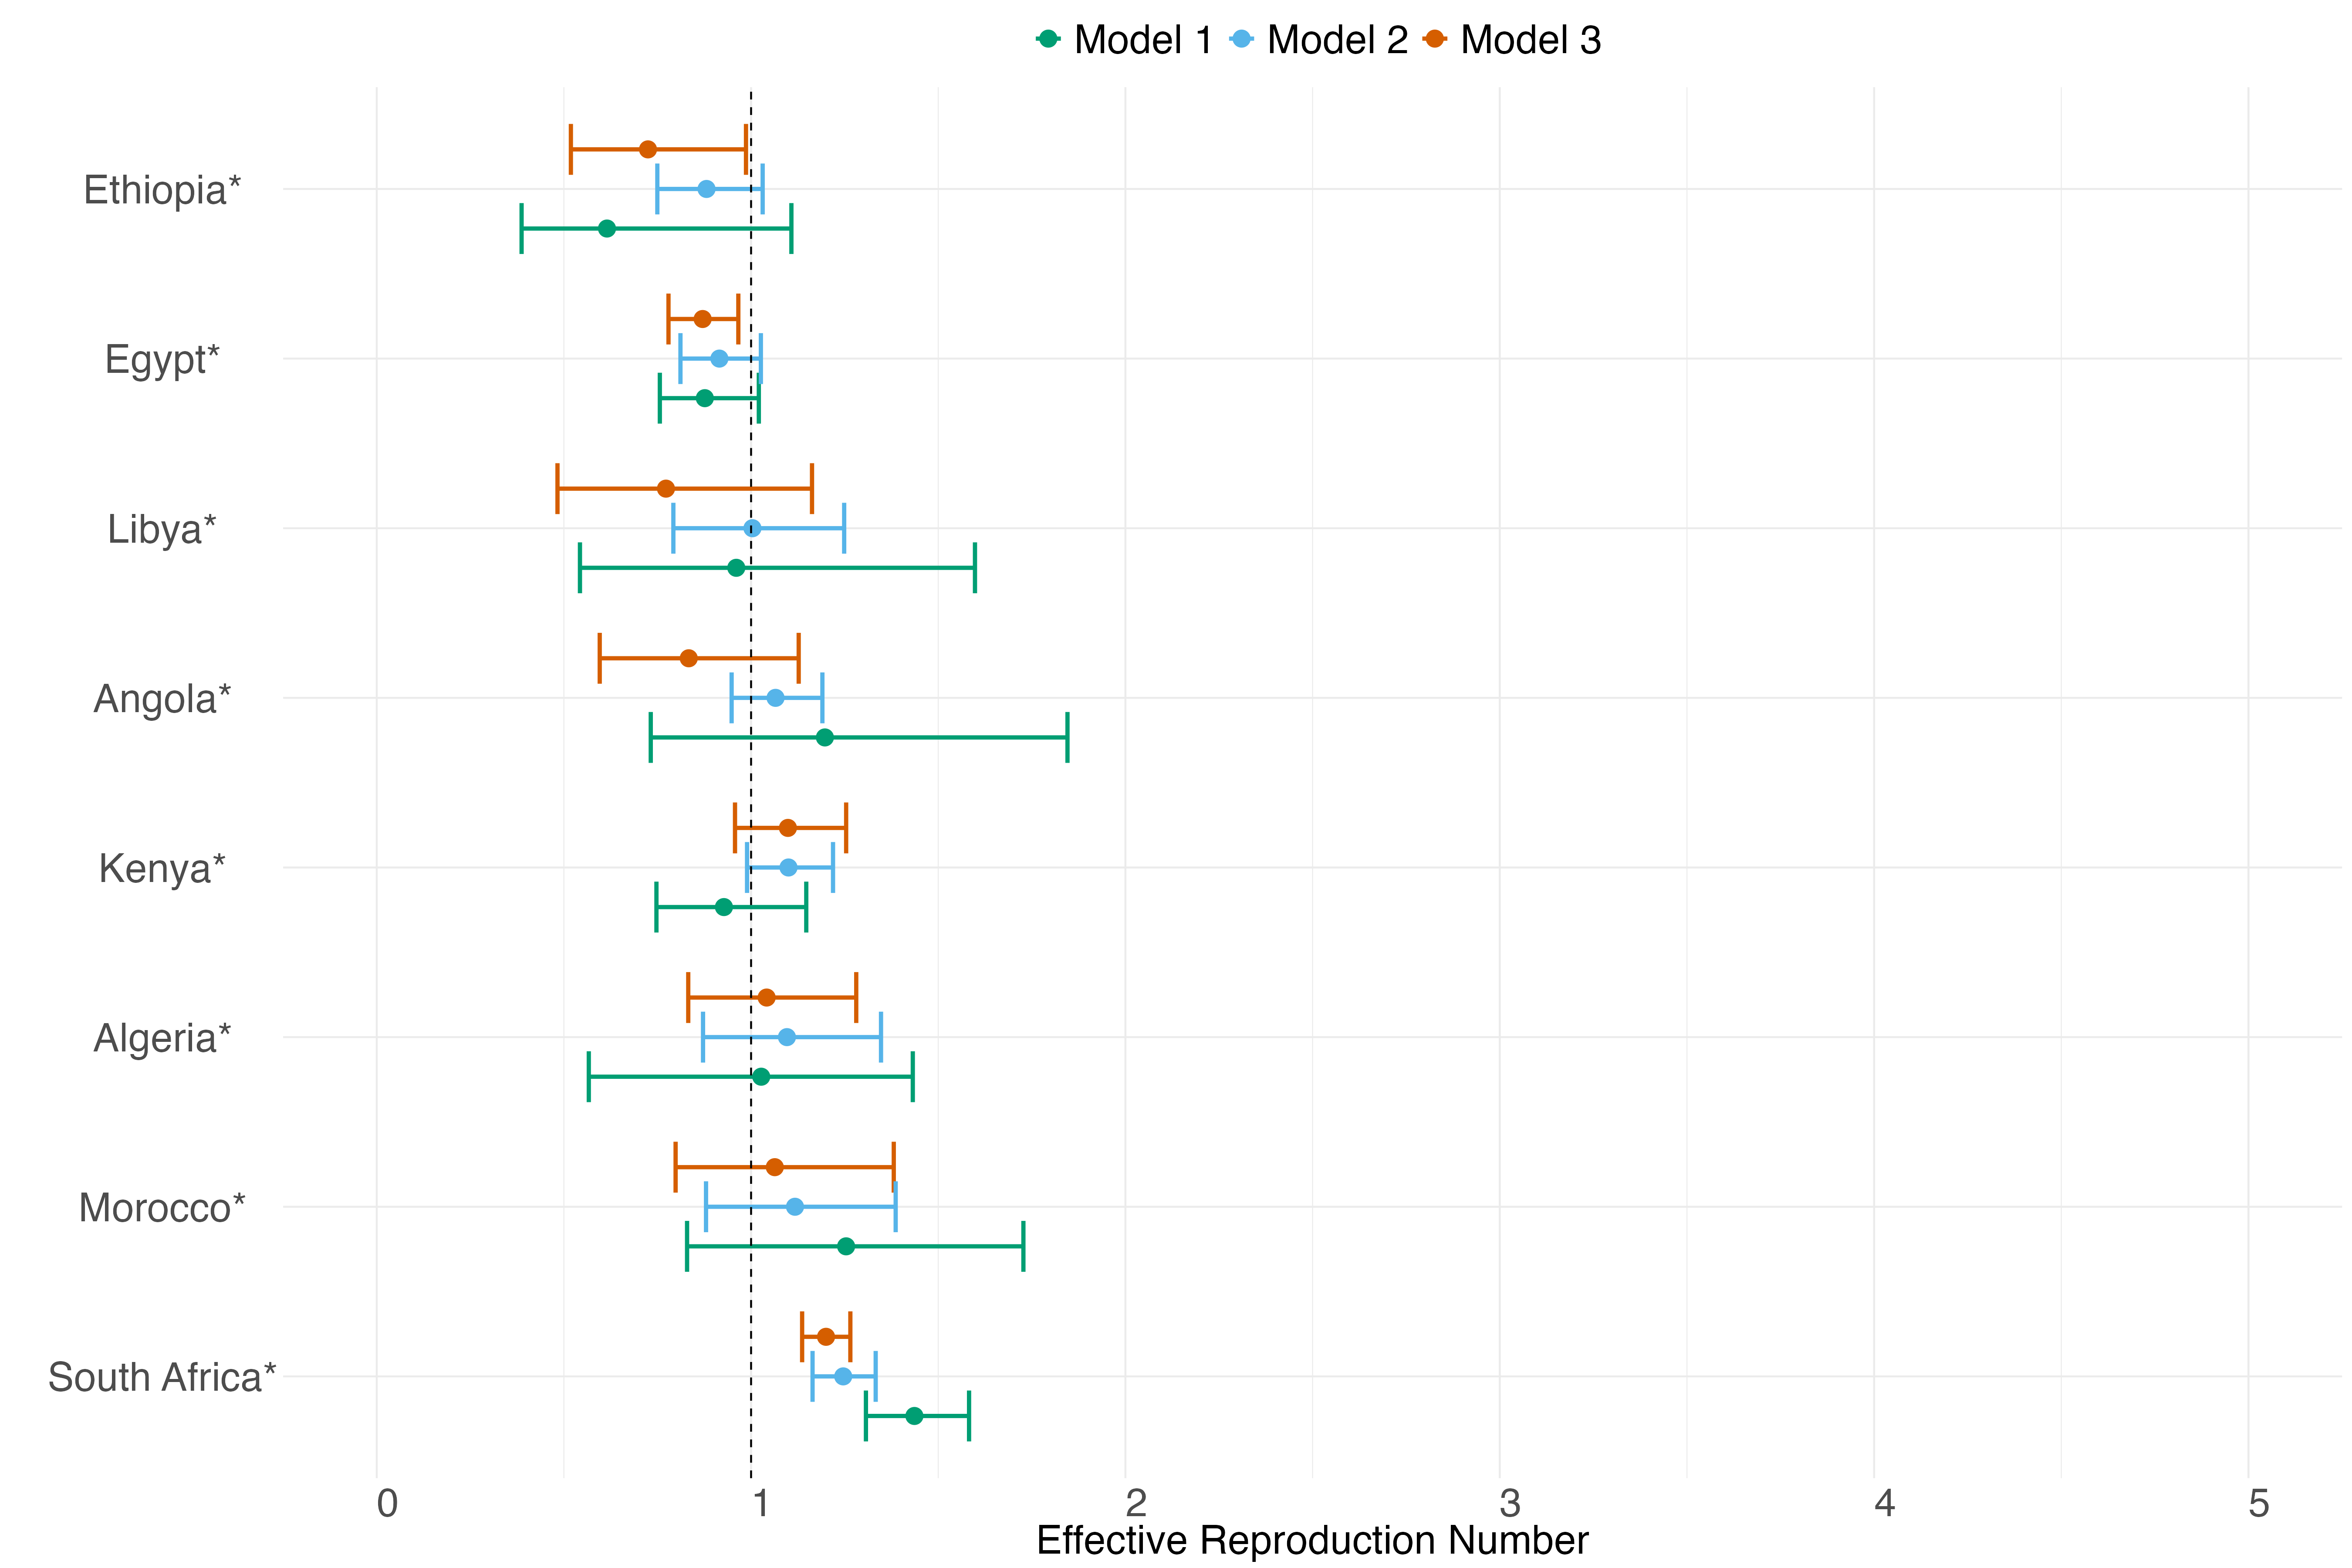 Model 1 Model 2 Model 3
Ethiopia*
Egypt*
Libya*
Angola*
Kenya*
Algeria*
Morocco*
South Africa*
0 1 2 3 4 5
Effective Reproduction Number